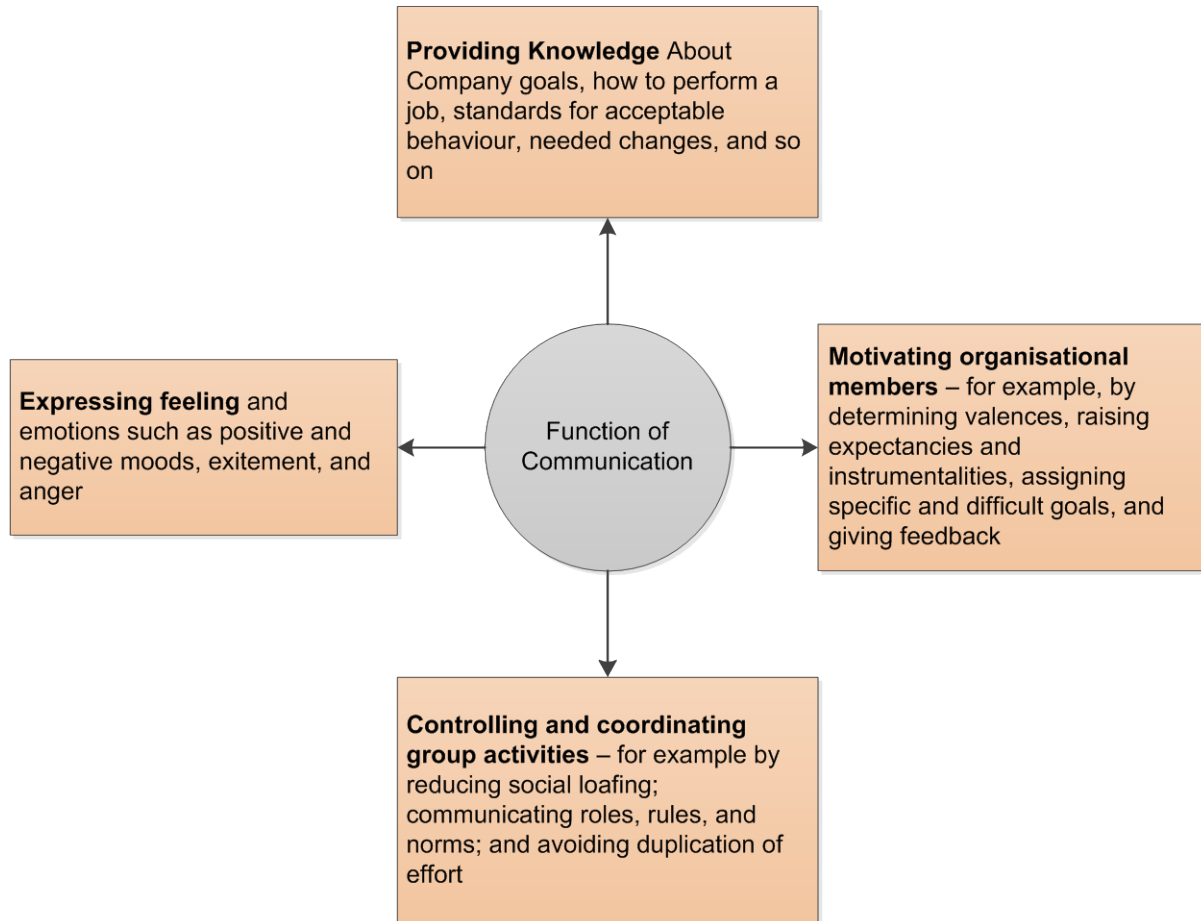 Providing Knowledge About
Company goals, how to perform a
job, standards for acceptable
behaviour, needed changes, and so
on
Expressing feeling and
emotions such as positive and
negative moods, exitement, and
anger
Function of
Communication
Motivating organisational
members – for example, by
determining valences, raising
expectancies and
instrumentalities, assigning
specific and difficult goals, and
giving feedback
Controlling and coordinating
group activities – for example by
reducing social loafing;
communicating roles, rules, and
norms; and avoiding duplication of
effort